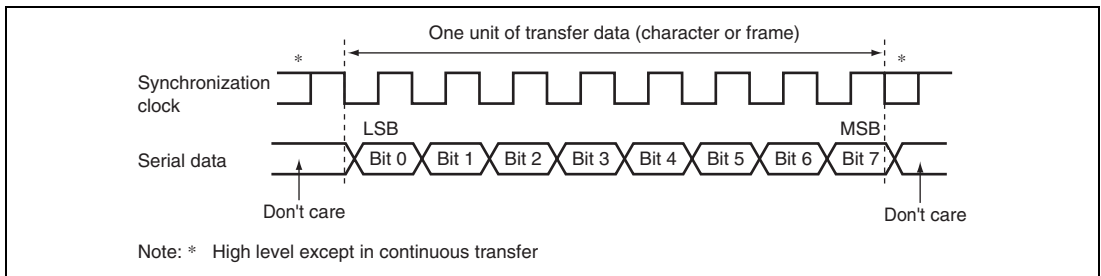 One unit of transfer data (character or frame)
* *
Synchronization
clock
LSB MSB
Serial data Bit 0 Bit 1 Bit 2 Bit 3 Bit 4 Bit 5 Bit 6 Bit 7
Don't care Don't care
Note: * High level except in continuous transfer